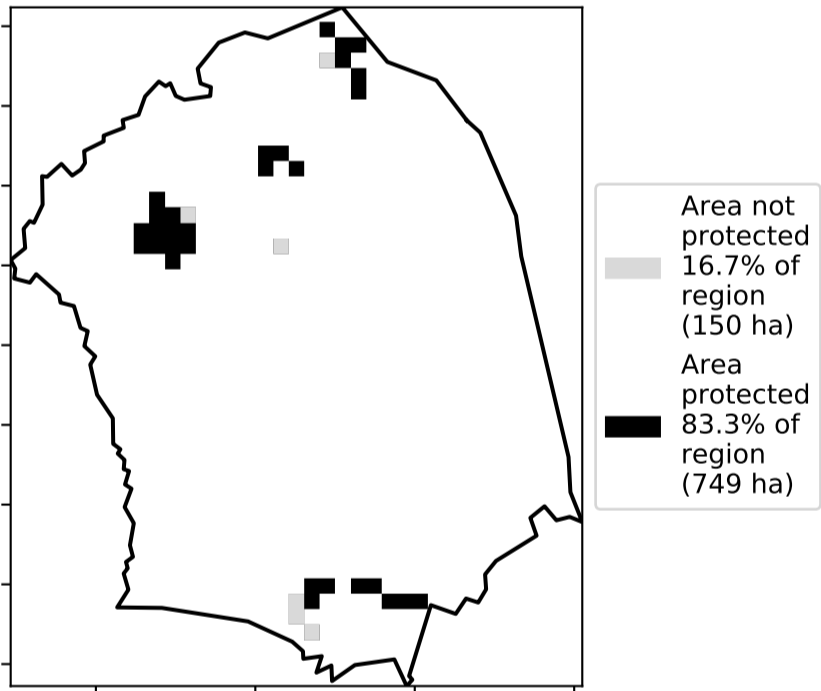 Area not
protected
16.7% of
region
(150 ha)
Area
protected
83.3% of
region
(749 ha)